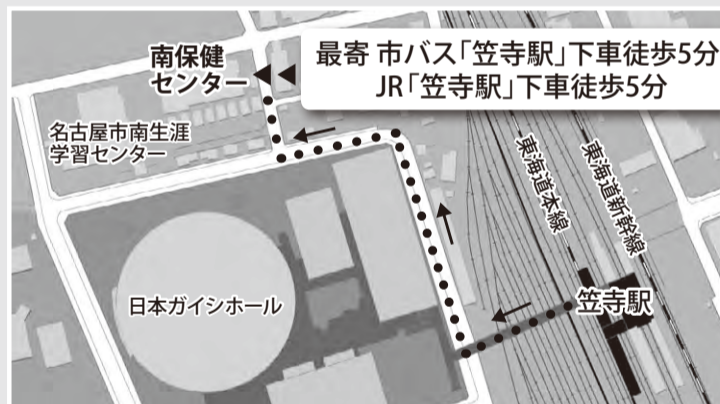 最寄 市バス「笠寺駅」下車徒歩5分
JR「笠寺駅」下車徒歩5分
南保健
センター
名古屋市南生涯
学習センター
東海道本線
東海道新幹線
日本ガイシホール
笠寺駅